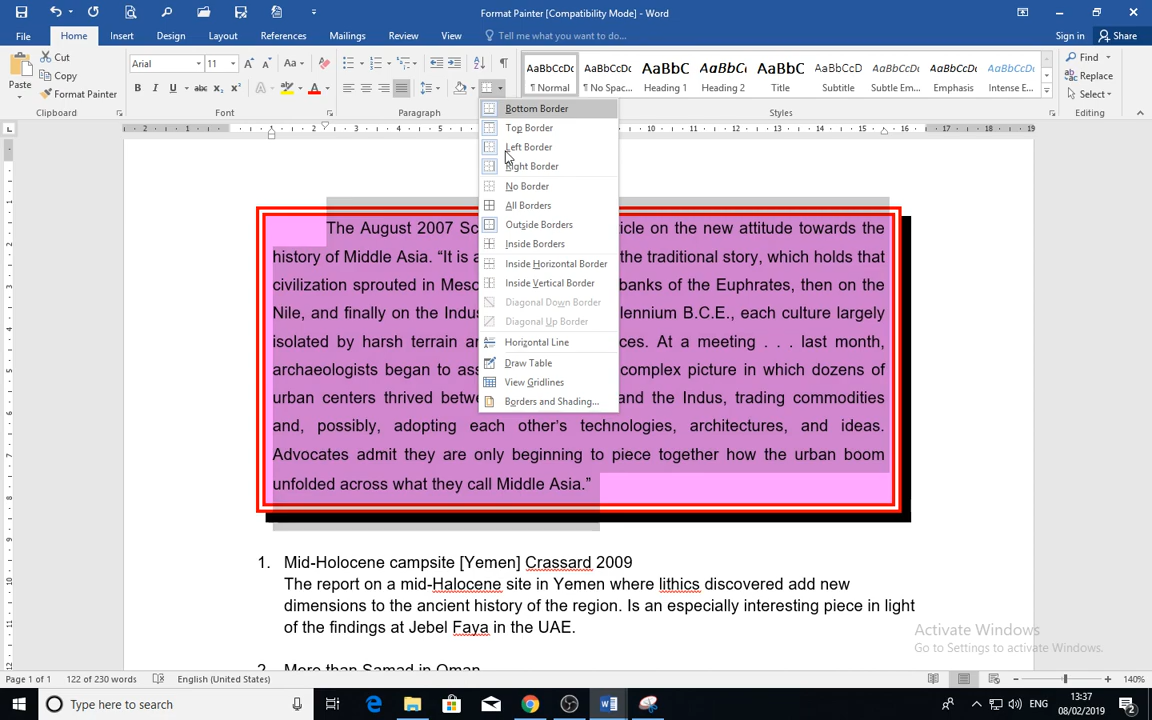 Format Painter [Compatibility Mode] - Word
File Home Insert Design Layout References Mailings Review View Tell me what you want to do... Sign in Share
Paste Cut Copy Format Painter
Arial 11 Aa
B I U abc X₂ X² A A
AaBbCcDc AaBbCcDc AaBbC AaBbCc AaBbC AaBbCcD AaBbCcDc AaBbCcDc AaBbCcDc
¶ Normal ¶ No Spac... Heading 1 Heading 2 Title Subtitle Subtle Em... Emphasis Intense E...
Find
Replace
Select
Clipboard Font Paragraph Styles Editing
Bottom Border
Top Border
Left Border
Right Border
No Border
All Borders
Outside Borders
Inside Borders
Inside Horizontal Border
Inside Vertical Border
Diagonal Down Border
Diagonal Up Border
Horizontal Line
Draw Table
View Gridlines
Borders and Shading...
The August 2007 Sc icle on the new attitude towards the
history of Middle Asia. “It is a the traditional story, which holds that
civilization sprouted in Meso banks of the Euphrates, then on the
Nile, and finally on the Indus lennium B.C.E., each culture largely
isolated by harsh terrain an ces. At a meeting . . . last month,
archaeologists began to ass complex picture in which dozens of
urban centers thrived betwe and the Indus, trading commodities
and, possibly, adopting each other’s technologies, architectures, and ideas.
Advocates admit they are only beginning to piece together how the urban boom
unfolded across what they call Middle Asia.”
1. Mid-Holocene campsite [Yemen] Crassard 2009
The report on a mid-Halocene site in Yemen where lithics discovered add new
dimensions to the ancient history of the region. Is an especially interesting piece in light
of the findings at Jebel Faya in the UAE.
2. More than Samad in Oman
Activate Windows
Go to Settings to activate Windows.
Page 1 of 1 122 of 230 words English (United States) 140%
Type here to search
ENG 13:37 08/02/2019 2